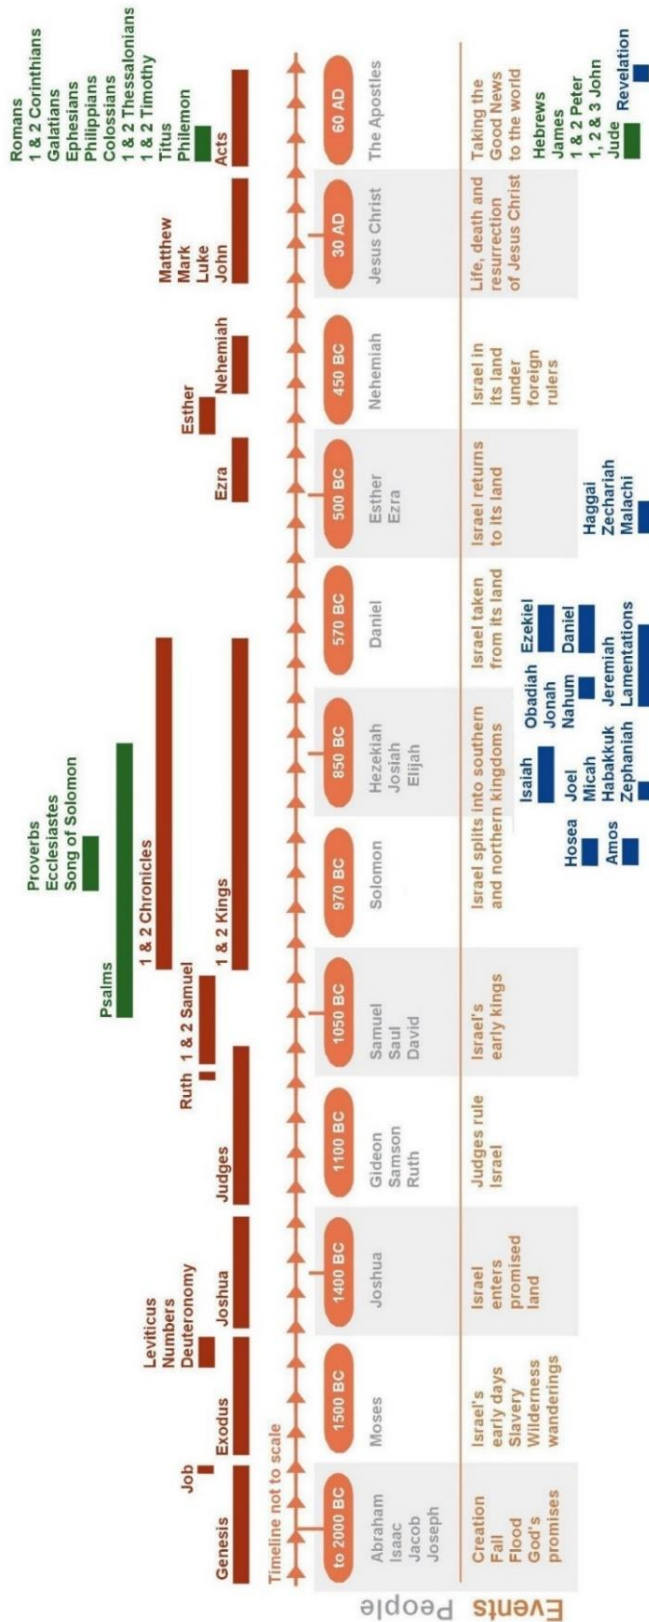 Romans
1 & 2 Corinthians
Galatians
Ephesians
Philippians
Colossians
1 & 2 Thessalonians
1 & 2 Timothy
Titus
Philemon
Proverbs
Ecclesiastes
Song of Solomon
Psalms
1 & 2 Chronicles
Leviticus
Numbers
Deuteronomy
Matthew
Mark
Luke
John
Job
Ruth
1 & 2 Samuel
Esther
Genesis
Exodus
Joshua
Judges
1 & 2 Kings
Ezra
Nehemiah
Acts
Timeline not to scale
to 2000 BC
1500 BC
1400 BC
1100 BC
1050 BC
970 BC
850 BC
570 BC
500 BC
450 BC
30 AD
60 AD
People
Abraham
Isaac
Jacob
Joseph
Moses
Joshua
Gideon
Samson
Ruth
Samuel
Saul
David
Solomon
Hezekiah
Josiah
Elijah
Daniel
Esther
Ezra
Nehemiah
Jesus Christ
The Apostles
Events
Creation
Fall
Flood
God's
promises
Israel's
early days
Slavery
Wilderness
wanderings
Israel
enters
promised
land
Judges rule
Israel
Israel's
early kings
Israel splits into southern
and northern kingdoms
Israel taken
from its land
Israel returns
to its land
Israel in
its land
under
foreign
rulers
Life, death and
resurrection
of Jesus Christ
Taking the
Good News
to the world
Hosea
Amos
Isaiah
Joel
Micah
Habakkuk
Zephaniah
Obadiah
Jonah
Nahum
Jeremiah
Lamentations
Ezekiel
Daniel
Haggai
Zechariah
Malachi
Hebrews
James
1 & 2 Peter
1, 2 & 3 John
Jude
Revelation